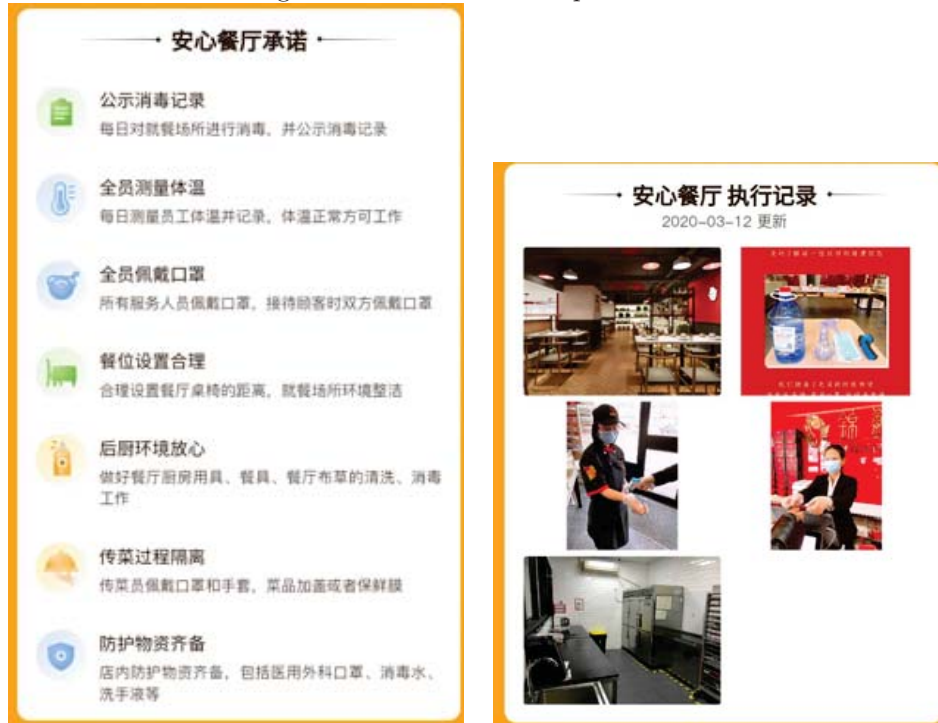 安心餐厅承诺
公示消毒记录
每日对就餐场所进行消毒，并公示消毒记录
全员测量体温
每日测量员工体温并记录，体温正常方可工作
全员佩戴口罩
所有服务人员佩戴口罩，接待顾客时双方佩戴口罩
餐位设置合理
合理设置餐厅桌椅的距离，就餐场所环境整洁
后厨环境放心
做好餐厅厨房用具、餐具、餐厅布草的清洗、消毒
工作
传菜过程隔离
传菜员佩戴口罩和手套，菜品加盖或者保鲜膜
防护物资齐备
店内防护物资齐备，包括医用外科口罩、消毒水、
洗手液等
安心餐厅 执行记录
2020-03-12 更新